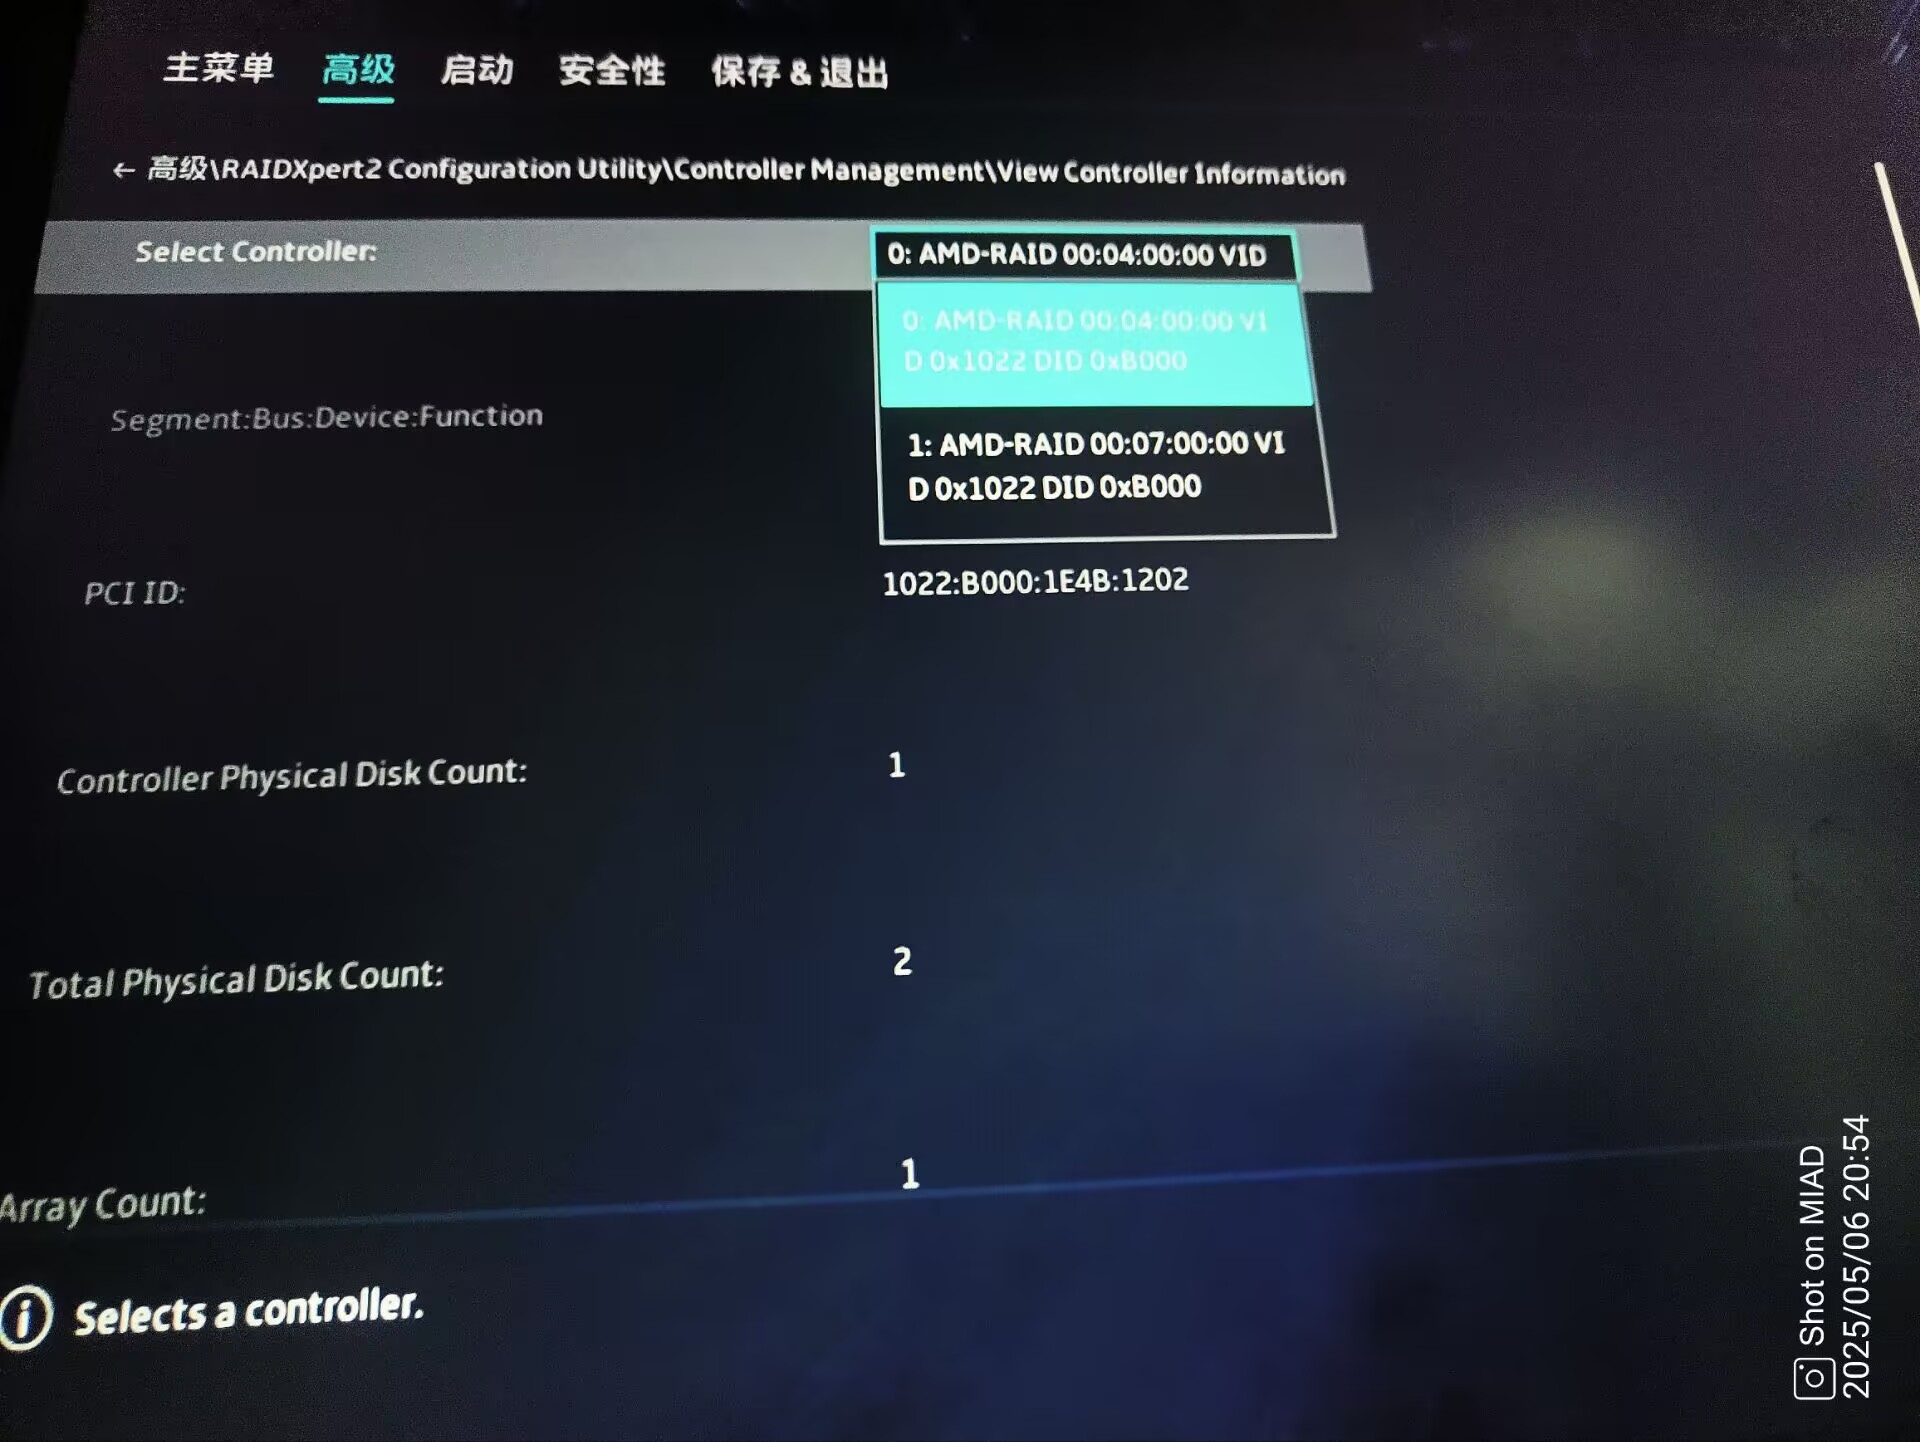 主菜单 高级 启动 安全性 保存 & 退出
← 高级\RAIDXpert2 Configuration Utility\Controller Management\View Controller Information
Select Controller: 0: AMD-RAID 00:04:00:00 VID
0: AMD-RAID 00:04:00:00 VI
D 0x1022 DID 0xB000
Segment:Bus:Device:Function
1: AMD-RAID 00:07:00:00 VI
D 0x1022 DID 0xB000
PCI ID: 1022:B000:1E4B:1202
Controller Physical Disk Count: 1
Total Physical Disk Count: 2
Array Count: 1
Selects a controller.
Shot on MIAD
2025/05/06 20:54